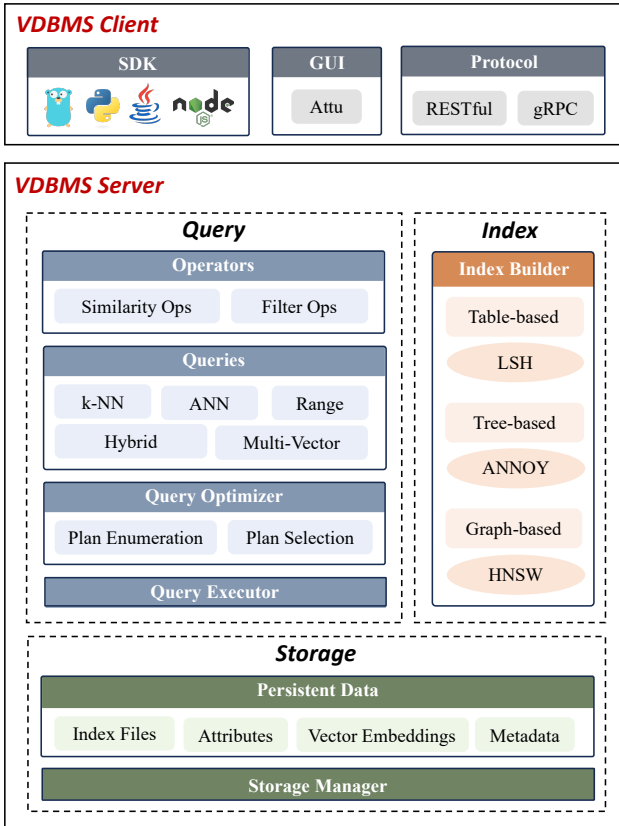 VDBMS Client
SDK
GUI
Protocol
node
JS
Attu
RESTful
gRPC
VDBMS Server
Query
Operators
Similarity Ops
Filter Ops
Queries
k-NN
ANN
Range
Hybrid
Multi-Vector
Query Optimizer
Plan Enumeration
Plan Selection
Query Executor
Index
Index Builder
Table-based
LSH
Tree-based
ANNOY
Graph-based
HNSW
Storage
Persistent Data
Index Files
Attributes
Vector Embeddings
Metadata
Storage Manager